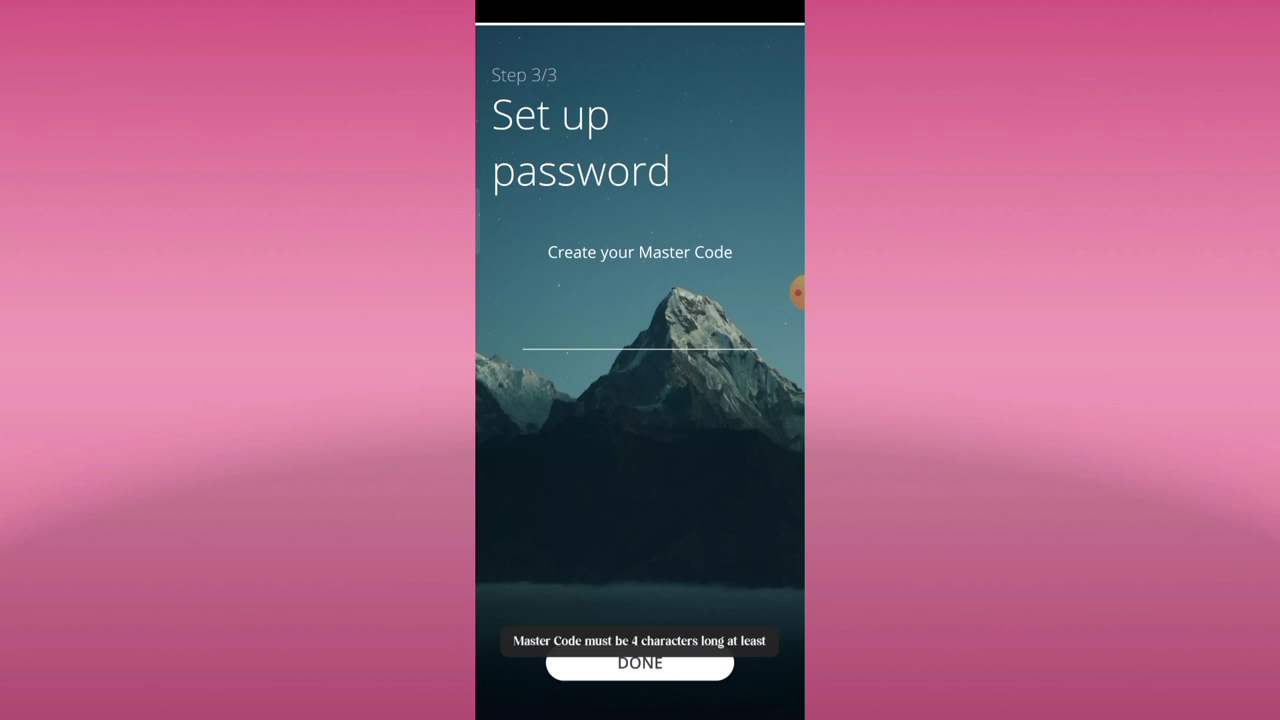 Step 3/3
Set up
password
Create your Master Code
Master Code must be 4 characters long at least
DONE